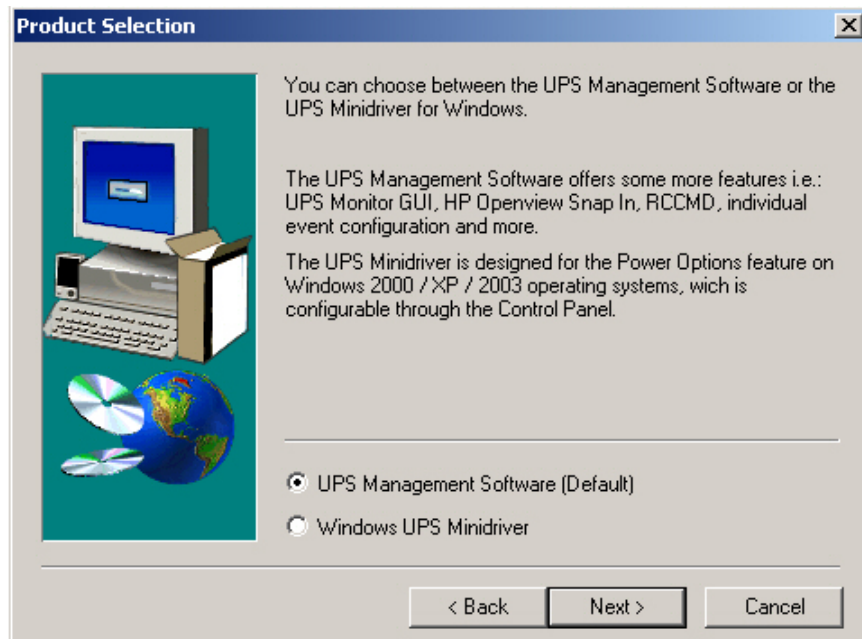 Product Selection
You can choose between the UPS Management Software or the
UPS Minidriver for Windows.
The UPS Management Software offers some more features i.e.:
UPS Monitor GUI, HP Openview Snap In, RCCMD, individual
event configuration and more.
The UPS Minidriver is designed for the Power Options feature on
Windows 2000 / XP / 2003 operating systems, wich is
configurable through the Control Panel.
UPS Management Software (Default)
Windows UPS Minidriver
< Back
Next >
Cancel